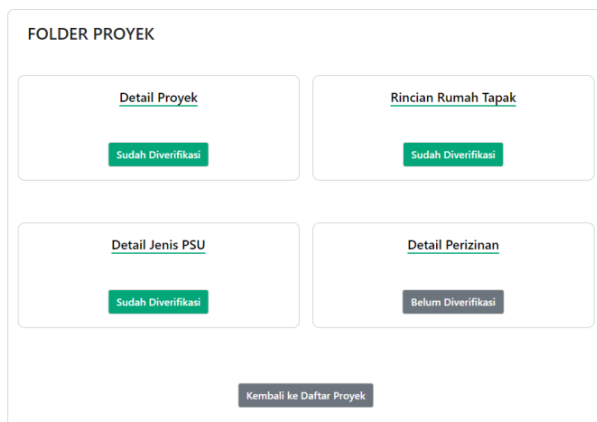 FOLDER PROYEK
Detail Proyek
Sudah Diverifikasi
Rincian Rumah Tapak
Sudah Diverifikasi
Detail Jenis PSU
Sudah Diverifikasi
Detail Perizinan
Belum Diverifikasi
Kembali ke Daftar Proyek